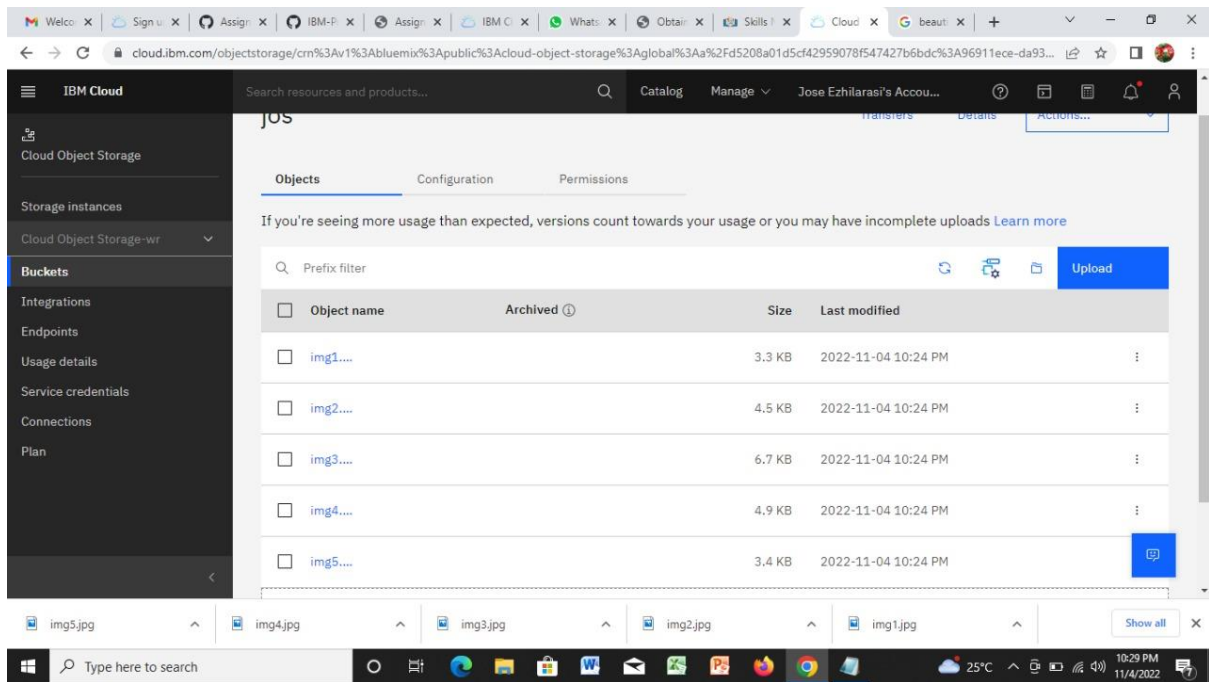 Welco
Sign u
Assign
IBM-P
Assign
IBM C
Whats
Obtain
Skills
Cloud
beauti
cloud.ibm.com/objectstorage/crn%3Av1%3Abluemix%3Apublic%3Acloud-object-storage%3Aglobal%3Aa%2Fd5208a01d5cf42959078f547427b6bdc%3A96911ece-da93...
IBM Cloud
Search resources and products...
Catalog
Manage
Jose Ezhilarasi's Accou...
jos
Transfers
Details
Actions...
Cloud Object Storage
Storage instances
Cloud Object Storage-wr
Buckets
Integrations
Endpoints
Usage details
Service credentials
Connections
Plan
Objects Configuration Permissions
If you're seeing more usage than expected, versions count towards your usage or you may have incomplete uploads Learn more
Prefix filter
Upload
Object name Archived Size Last modified
img1.... 3.3 KB 2022-11-04 10:24 PM
img2.... 4.5 KB 2022-11-04 10:24 PM
img3.... 6.7 KB 2022-11-04 10:24 PM
img4.... 4.9 KB 2022-11-04 10:24 PM
img5.... 3.4 KB 2022-11-04 10:24 PM
img5.jpg img4.jpg img3.jpg img2.jpg img1.jpg Show all
Type here to search
25°C
10:29 PM
11/4/2022